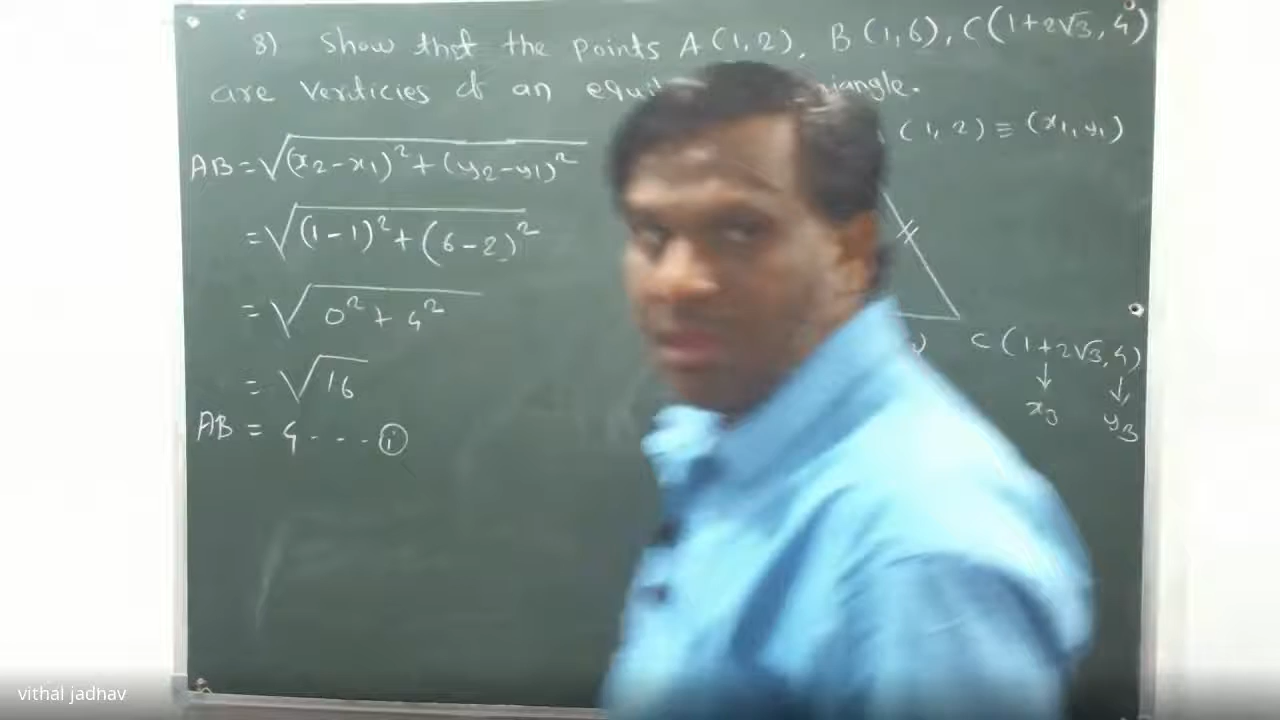 8) Show that the points A(1,2), B(1,6), C(1+2√3,4)
are verticies of an
AB=√(x₂-x₁)²+(y₂-y₁)²
(1,2)≡(x₁,y₁)
=√(1-1)²+(6-2)²
=√0²+4²
=√16
C(1+2√3,4)
↓ ↓
x₃ y₃
AB = 4 - - - - ⓘ
vithal jadhav